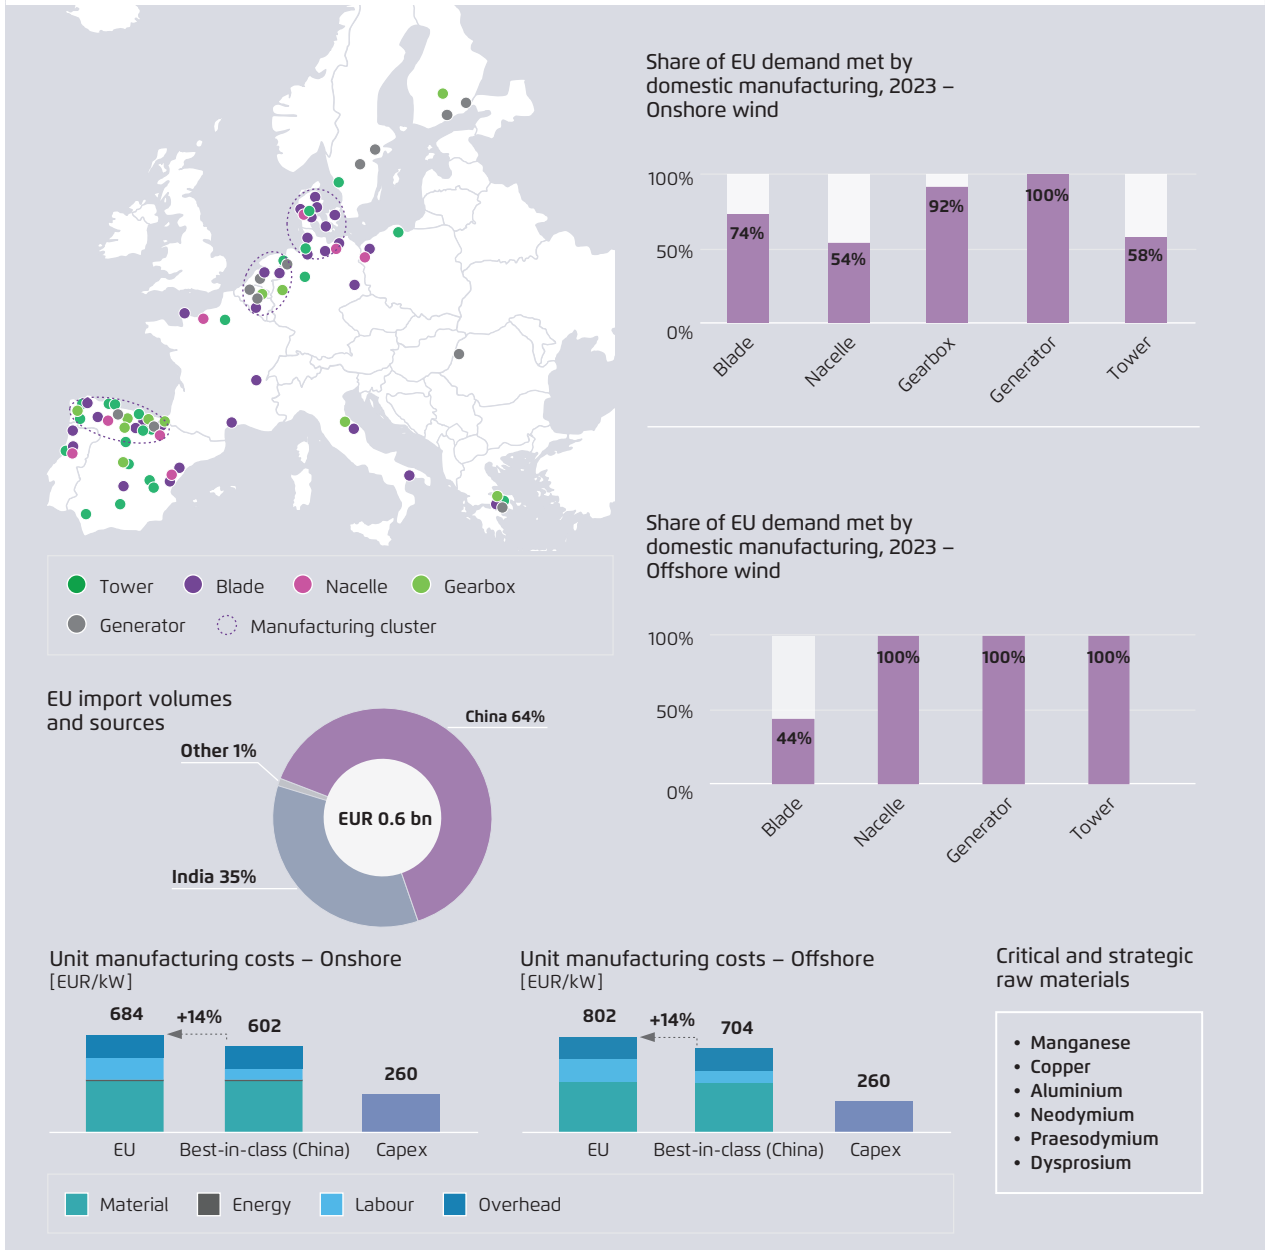 Share of EU demand met by
domestic manufacturing, 2023 –
Onshore wind
100%
50%
0%
74%
54%
92%
100%
58%
Blade
Nacelle
Gearbox
Generator
Tower
Share of EU demand met by
domestic manufacturing, 2023 –
Offshore wind
100%
50%
0%
44%
100%
100%
100%
Blade
Nacelle
Generator
Tower
Tower
Blade
Nacelle
Gearbox
Generator
Manufacturing cluster
EU import volumes
and sources
China 64%
Other 1%
EUR 0.6 bn
India 35%
Unit manufacturing costs – Onshore
[EUR/kW]
684
+14%
602
260
EU
Best-in-class (China)
Capex
Unit manufacturing costs – Offshore
[EUR/kW]
802
+14%
704
260
EU
Best-in-class (China)
Capex
Material
Energy
Labour
Overhead
Critical and strategic
raw materials
• Manganese
• Copper
• Aluminium
• Neodymium
• Praesodymium
• Dysprosium